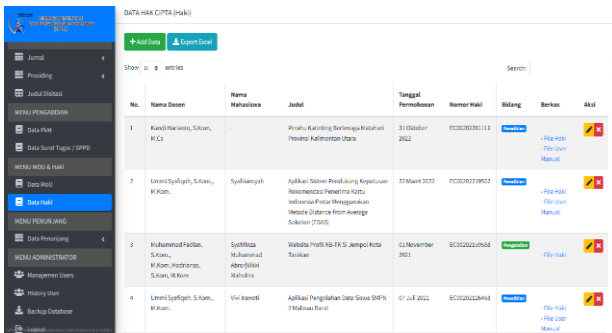 DATA HAK CIPTA (Haki)
Jurnal
Prosiding
Judul Disitasi
MENU PENGABDIAN
Data PkM
Data Surat Tugas / SPPD
MENU MOU & HAKI
Data MoU
Data Haki
MENU PENUNJANG
Data Penunjang
MENU ADMINISTRATOR
Manajemen Users
History User
Backup Database
+ Add Data
Export Excel
Show
entries
Search:
No.
Nama Dosen
Nama
Mahasiswa
Judul
Tanggal
Permohonan
Nomor Haki
Bidang
Berkas
Aksi
1
Kandi Harianto, S.Kom,
M.Cs
-
Perahu Katinting Bertenaga Matahari
Provinsi Kalimantan Utara
31 Oktober
2022
Penelitian
- File Haki
- File User
Manual
2
Ummi Syafiqoh, S.Kom.,
M.Kom.
Syahiansyah
Aplikasi Sistem Pendukung Keputusan
Rekomendasi Penerima Kartu
Indonesia Pintar Menggunakan
Metode Distance From Average
Solution (EDAS)
22 Maret 2022
EC00202219502
Penelitian
- File Haki
- File User
Manual
3
Muhammad Fadlan,
S.Kom.,
M.Kom, Hadriansa,
S.Kom, M.Kom
Muhammad
Website Profil KB-TK Si Jempol Kota
Tarakan
01 November
2021
Pengabdian
- File Haki
4
Ummi Syafiqoh, S.Kom.,
M.Kom.
Vivi Irawati
Aplikasi Pengolahan Data Siswa SMPN
2 Malinau Barat
07 Juli 2021
Penelitian
- File Haki
- File User
Manual